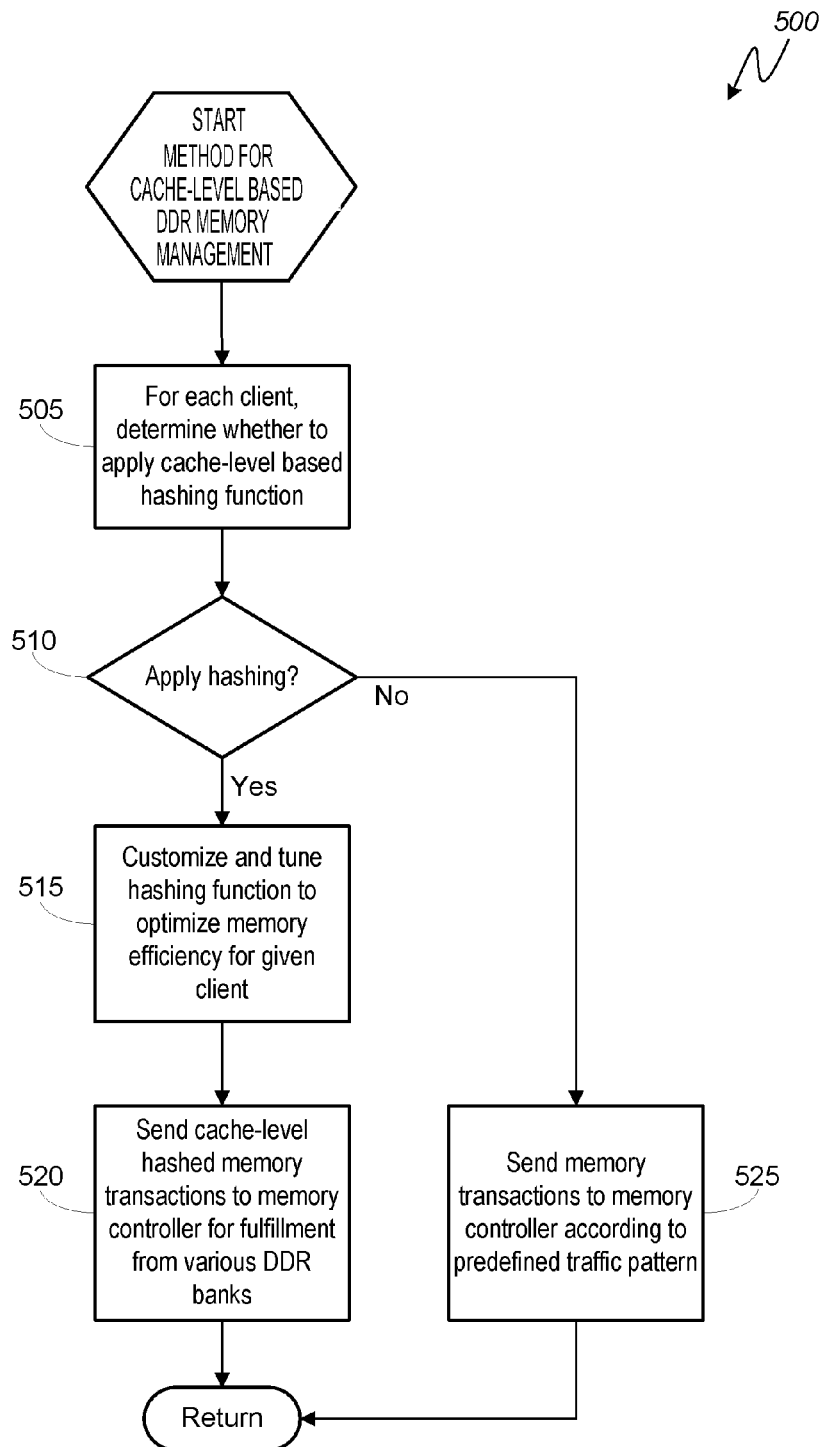 500
START
METHOD FOR
CACHE-LEVEL BASED
DDR MEMORY
MANAGEMENT
505
For each client,
determine whether to
apply cache-level based
hashing function
510
Apply hashing?
No
Yes
515
Customize and tune
hashing function to
optimize memory
efficiency for given
client
520
Send cache-level
hashed memory
transactions to memory
controller for fulfillment
from various DDR
banks
Send memory
transactions to memory
controller according to
predefined traffic pattern
525
Return